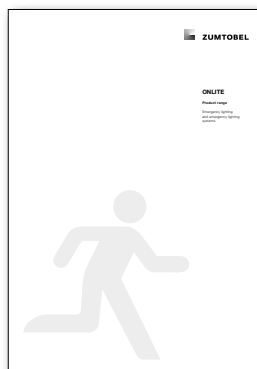 ZUMTOBEL
ONLITE
Product range
Emergency lighting
and emergency lighting
systems